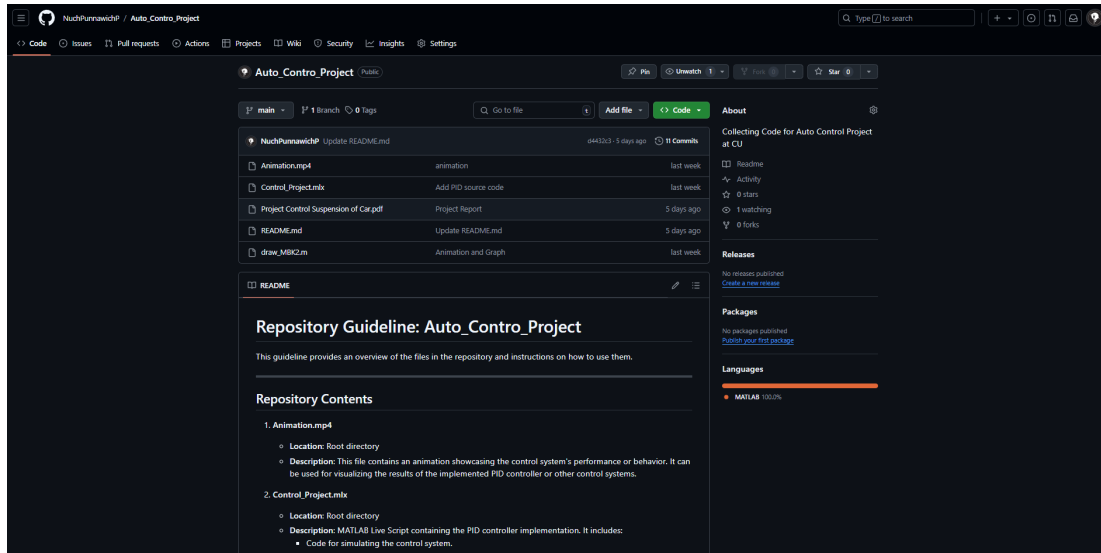 NuchPunnawichP / Auto_Contro_Project
Type / to search
Code Issues Pull requests Actions Projects Wiki Security Insights Settings
Auto_Contro_Project Public
Pin Unwatch 1 Fork 0 Star 0
main 1 Branch 0 Tags
Go to file t Add file Code
NuchPunnawichP Update README.md d4432c3 · 5 days ago 11 Commits
Animation.mp4 animation last week
Control_Project.mlx Add PID source code last week
Project Control Suspension of Car.pdf Project Report 5 days ago
README.md Update README.md 5 days ago
draw_MBK2.m Animation and Graph last week
README
Repository Guideline: Auto_Contro_Project
This guideline provides an overview of the files in the repository and instructions on how to use them.
Repository Contents
1. Animation.mp4
Location: Root directory
Description: This file contains an animation showcasing the control system's performance or behavior. It can
be used for visualizing the results of the implemented PID controller or other control systems.
2. Control_Project.mlx
Location: Root directory
Description: MATLAB Live Script containing the PID controller implementation. It includes:
Code for simulating the control system.
About
Collecting Code for Auto Control Project
at CU
Readme
Activity
0 stars
1 watching
0 forks
Releases
No releases published
Create a new release
Packages
No packages published
Publish your first package
Languages
MATLAB 100.0%